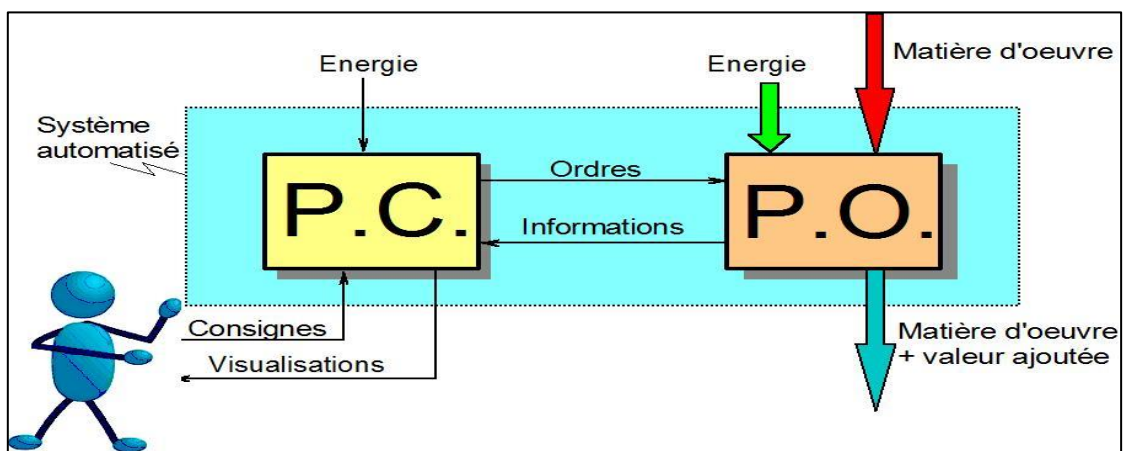 Matière d'oeuvre
Energie
Energie
Système
automatisé
Ordres
P.C.
P.O.
Informations
Consignes
Visualisations
Matière d'oeuvre
+ valeur ajoutée